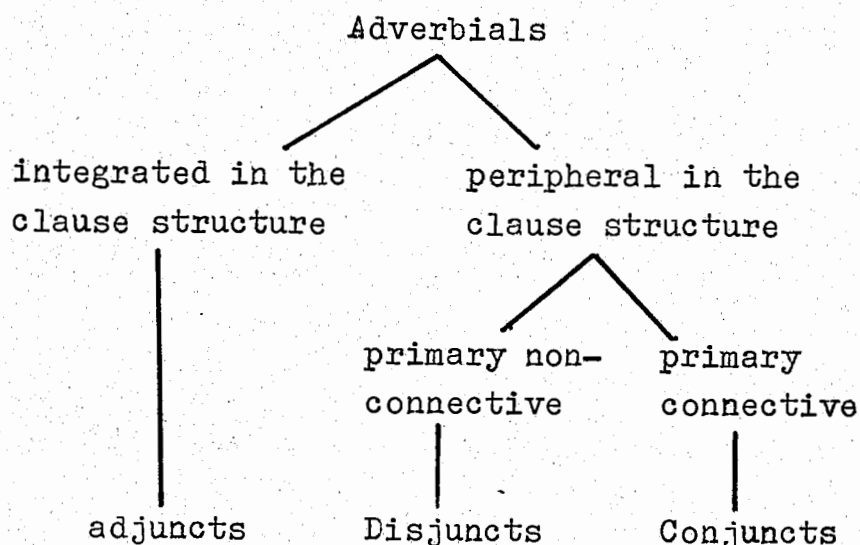 Adverbials
integrated in the
clause structure
peripheral in the
clause structure
primary non-
connective
primary
connective
adjuncts
Disjuncts
Conjuncts